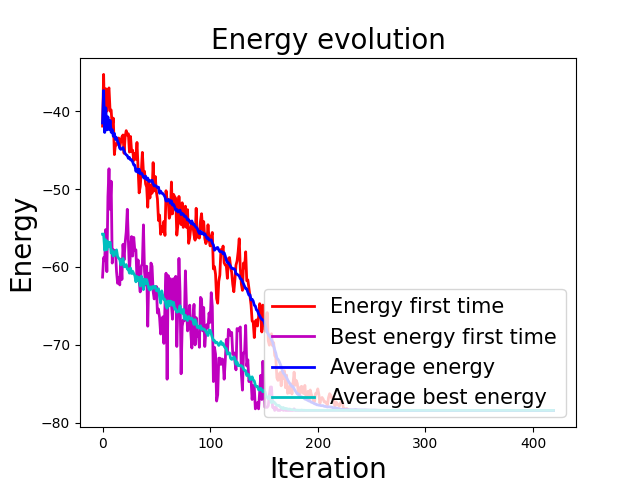 Energy evolution
Energy
−40
−50
−60
−70
−80
0 100 200 300 400
Iteration
Energy first time
Best energy first time
Average energy
Average best energy